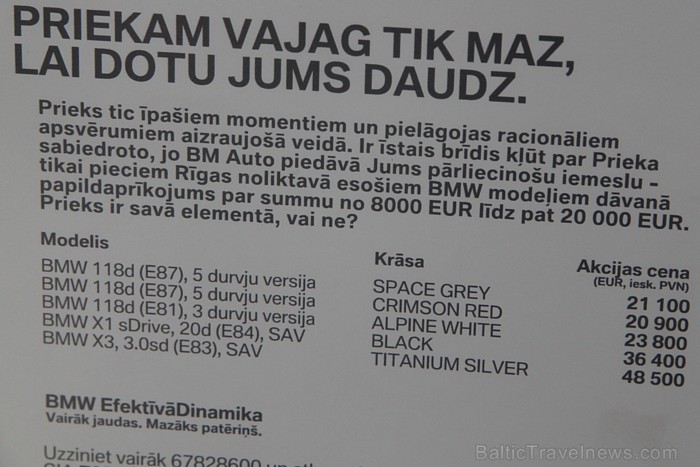 PRIEKAM VAJAG TIK MAZ,
LAI DOTU JUMS DAUDZ.
Prieks tic īpašiem momentiem un pielāgojas racionāliem
apsvērumiem aizraujošā veidā. Ir īstais brīdis kļūt par Prieka
sabiedroto, jo BM Auto piedāvā Jums pārliecinošu iemeslu -
tikai pieciem Rīgas noliktavā esošiem BMW modeļiem dāvanā
papildaprīkojums par summu no 8000 EUR līdz pat 20 000 EUR.
Prieks ir savā elementā, vai ne?
Modelis Krāsa Akcijas cena
(EUR, iesk. PVN)
BMW 118d (E87), 5 durvju versija SPACE GREY 21 100
BMW 118d (E87), 5 durvju versija CRIMSON RED 20 900
BMW 118d (E81), 3 durvju versija ALPINE WHITE 23 800
BMW X1 sDrive, 20d (E84), SAV BLACK 36 400
BMW X3, 3.0sd (E83), SAV TITANIUM SILVER 48 500
BMW EfektīvāDinamika
Vairāk jaudas. Mazāks patēriņš.
Uzziniet vairāk 67828600 un
BalticTravelnews.com